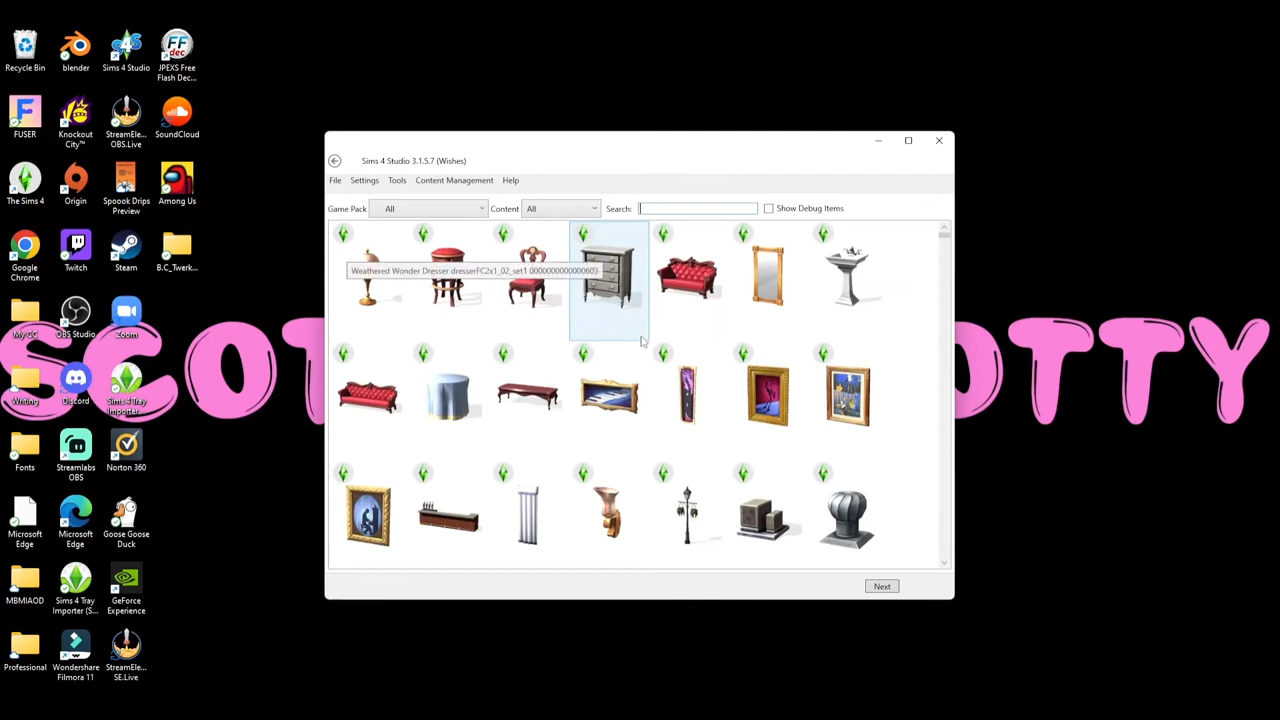 Recycle Bin
blender
Sims 4 Studio
JPEXS Free
Flash Dec...
FUSER
Knockout
City™
StreamEle...
OBS.Live
SoundCloud
The Sims 4
Origin
Spoook Drips
Preview
Among Us
Google
Chrome
Twitch
Steam
B.C_Twerk...
My CC
OBS Studio
Zoom
Writing
Discord
Sims 4 Tray
Importer
Fonts
Streamlabs
OBS
Norton 360
Microsoft
Edge
Microsoft
Edge
Goose Goose
Duck
MBMIAOD
Sims 4 Tray
Importer (S...
GeForce
Experience
Professional
Wondershare
Filmora 11
StreamEle...
SE.Live
Sims 4 Studio 3.1.5.7 (Wishes)
File Settings Tools Content Management Help
Game Pack All Content All Search: Show Debug Items
Weathered Wonder Dresser dresserFC2x1_02_set1 0000000000000603
Next
SCOT
OTTY